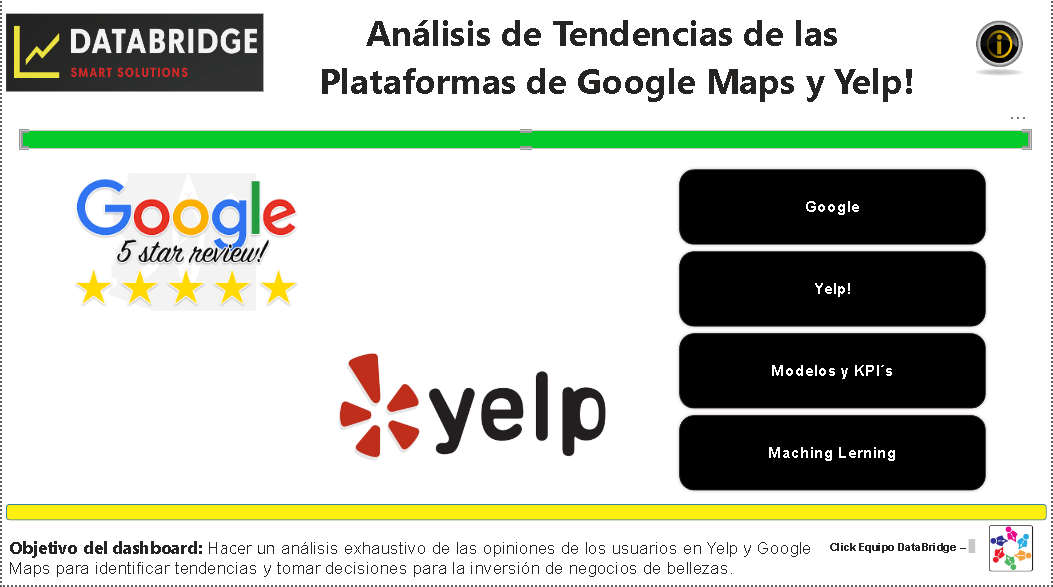 DATABRIDGE
SMART SOLUTIONS
Análisis de Tendencias de las
Plataformas de Google Maps y Yelp!
i
...
Google
5 star review!
yelp
Google
Yelp!
Modelos y KPI´s
Maching Lerning
Objetivo del dashboard: Hacer un análisis exhaustivo de las opiniones de los usuarios en Yelp y Google
Maps para identificar tendencias y tomar decisiones para la inversión de negocios de bellezas.
Click Equipo DataBridge –